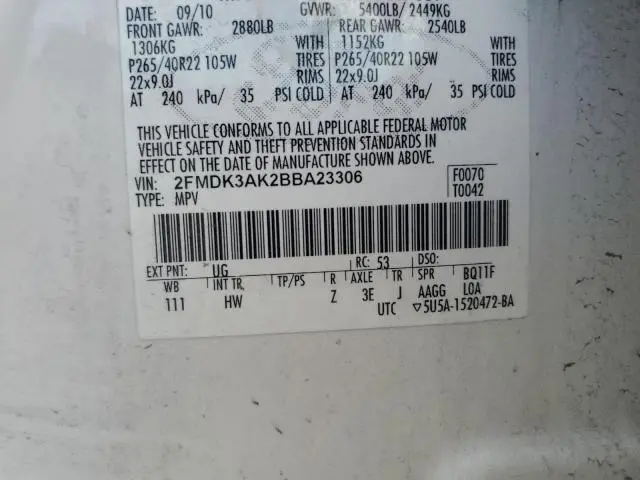 DATE: 09/10 GVWR: 5400LB/ 2449KG
FRONT GAWR: 2880LB REAR GAWR: 2540LB
1306KG WITH 1152KG WITH
P265/40R22 105W TIRES P265/40R22 105W TIRES
22x9.0J RIMS 22x9.0J RIMS
AT 240 kPa/ 35 PSI COLD AT 240 kPa/ 35 PSI COLD
THIS VEHICLE CONFORMS TO ALL APPLICABLE FEDERAL MOTOR
VEHICLE SAFETY AND THEFT PREVENTION STANDARDS IN
EFFECT ON THE DATE OF MANUFACTURE SHOWN ABOVE.
VIN: 2FMDK3AK2BBA23306 F0070
TYPE: MPV T0042
EXT PNT: UG RC: 53 DSO:
WB INT TR TP/PS R AXLE TR SPR BQ11F
111 HW Z 3E J AAGG LOA
UTC ▽5U5A-1520472-BA